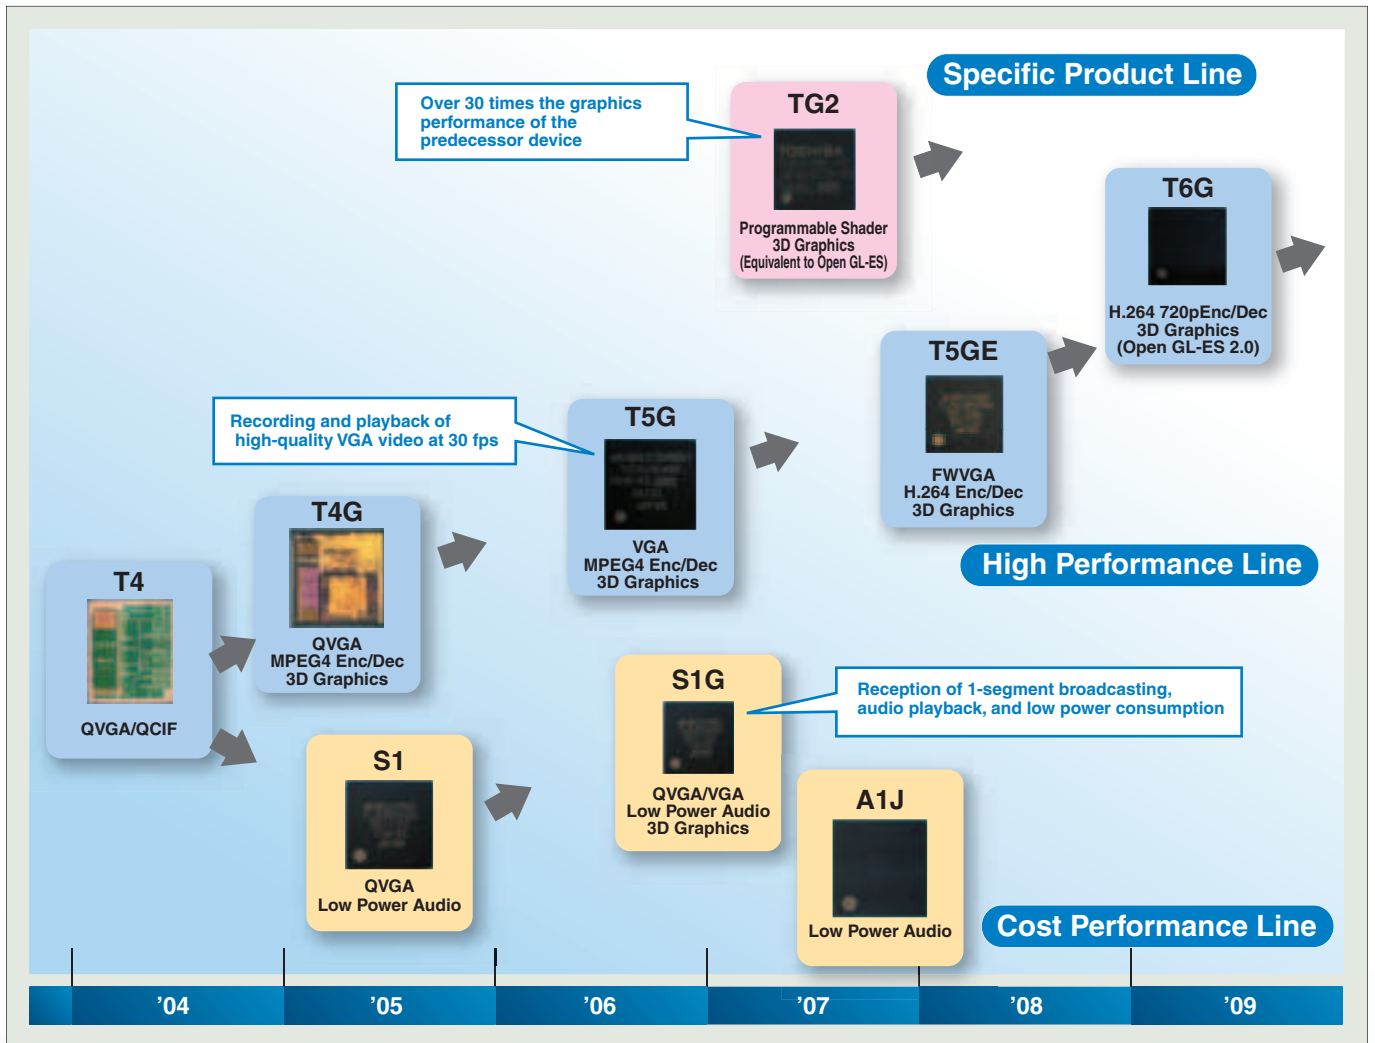 Specific Product Line
Over 30 times the graphics
performance of the
predecessor device
TG2
TOSHIBA
Programmable Shader
3D Graphics
(Equivalent to Open GL-ES)
T6G
H.264 720pEnc/Dec
3D Graphics
(Open GL-ES 2.0)
T5GE
FWVGA
H.264 Enc/Dec
3D Graphics
Recording and playback of
high-quality VGA video at 30 fps
T5G
VGA
MPEG4 Enc/Dec
3D Graphics
High Performance Line
T4G
QVGA
MPEG4 Enc/Dec
3D Graphics
T4
QVGA/QCIF
S1G
QVGA/VGA
Low Power Audio
3D Graphics
Reception of 1-segment broadcasting,
audio playback, and low power consumption
S1
QVGA
Low Power Audio
A1J
Low Power Audio
Cost Performance Line
’04
’05
’06
’07
’08
’09